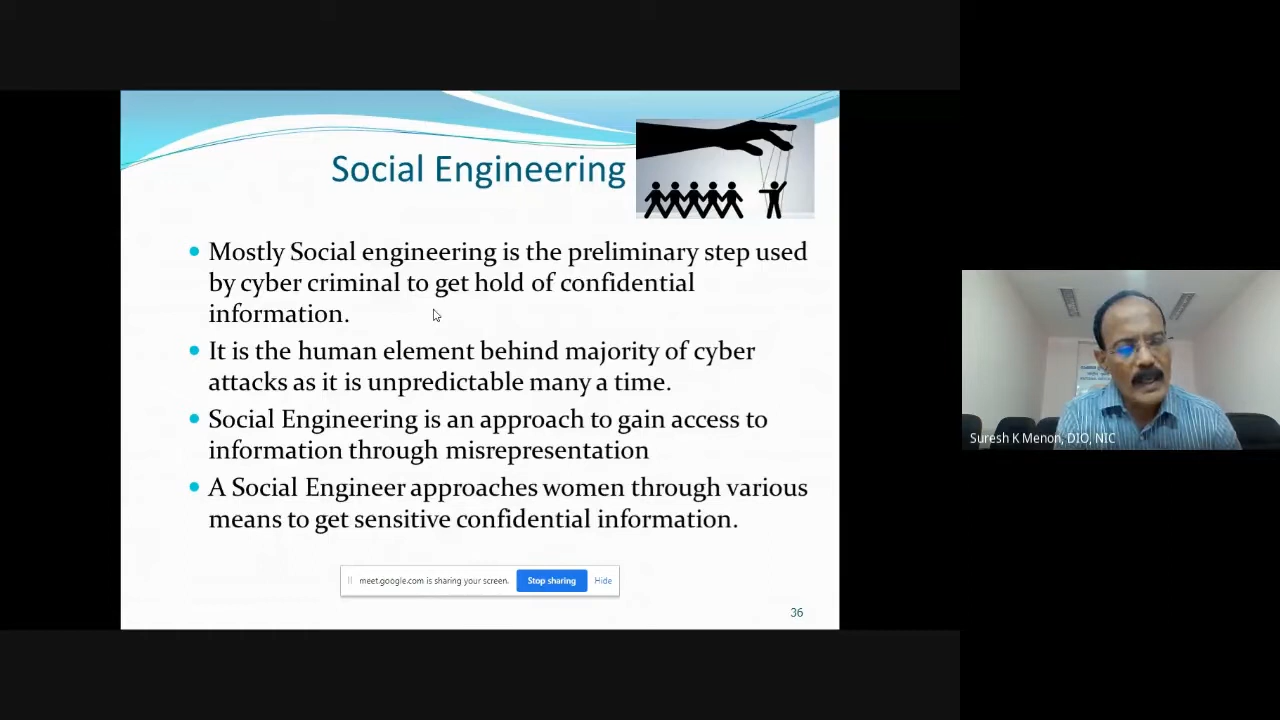 Social Engineering
Mostly Social engineering is the preliminary step used
by cyber criminal to get hold of confidential
information.
It is the human element behind majority of cyber
attacks as it is unpredictable many a time.
Social Engineering is an approach to gain access to
information through misrepresentation
A Social Engineer approaches women through various
means to get sensitive confidential information.
meet.google.com is sharing your screen. Stop sharing Hide
36
Suresh K Menon, DIO, NIC